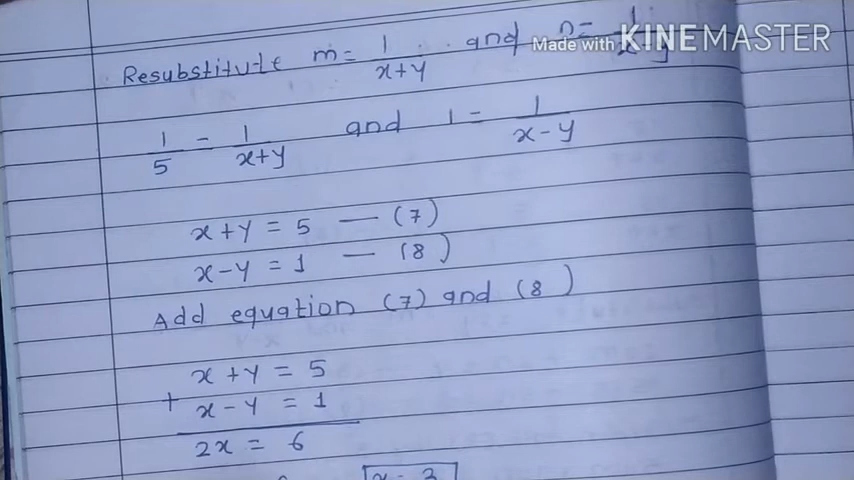 Resubstitute m = 1/(x+y) and n = 1/(x-y)
Made with KINEMASTER
1/5 = 1/(x+y) and 1 = 1/(x-y)
x+y = 5 — (7)
x-y = 1 — (8)
Add equation (7) and (8)
x + y = 5
+ x - y = 1
2x = 6
x = 3